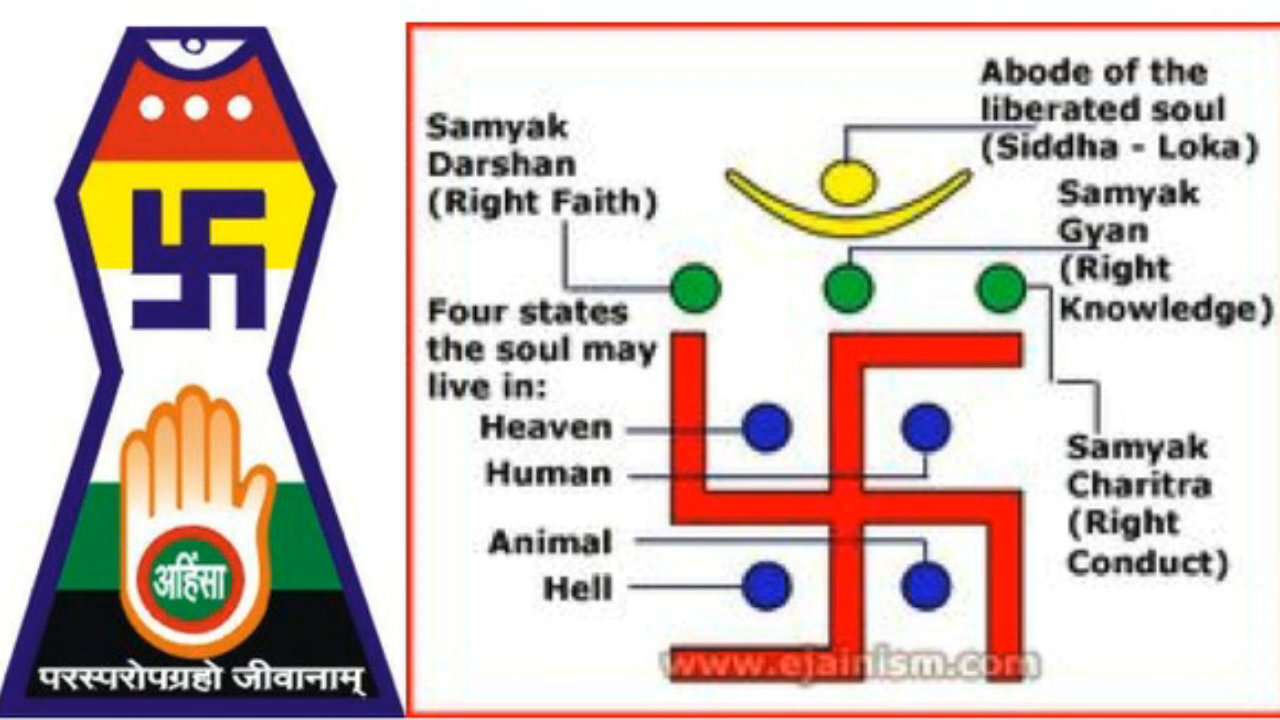 अहिंसा
परस्परोपग्रहो जीवानाम्
Samyak
Darshan
(Right Faith)
Abode of the
liberated soul
(Siddha - Loka)
Samyak
Gyan
(Right
Knowledge)
Four states
the soul may
live in:
Heaven
Human
Animal
Hell
Samyak
Charitra
(Right
Conduct)
www.ejainism.com